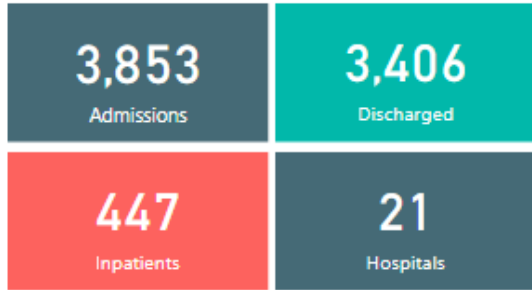 3,853
Admissions
3,406
Discharged
447
Inpatients
21
Hospitals